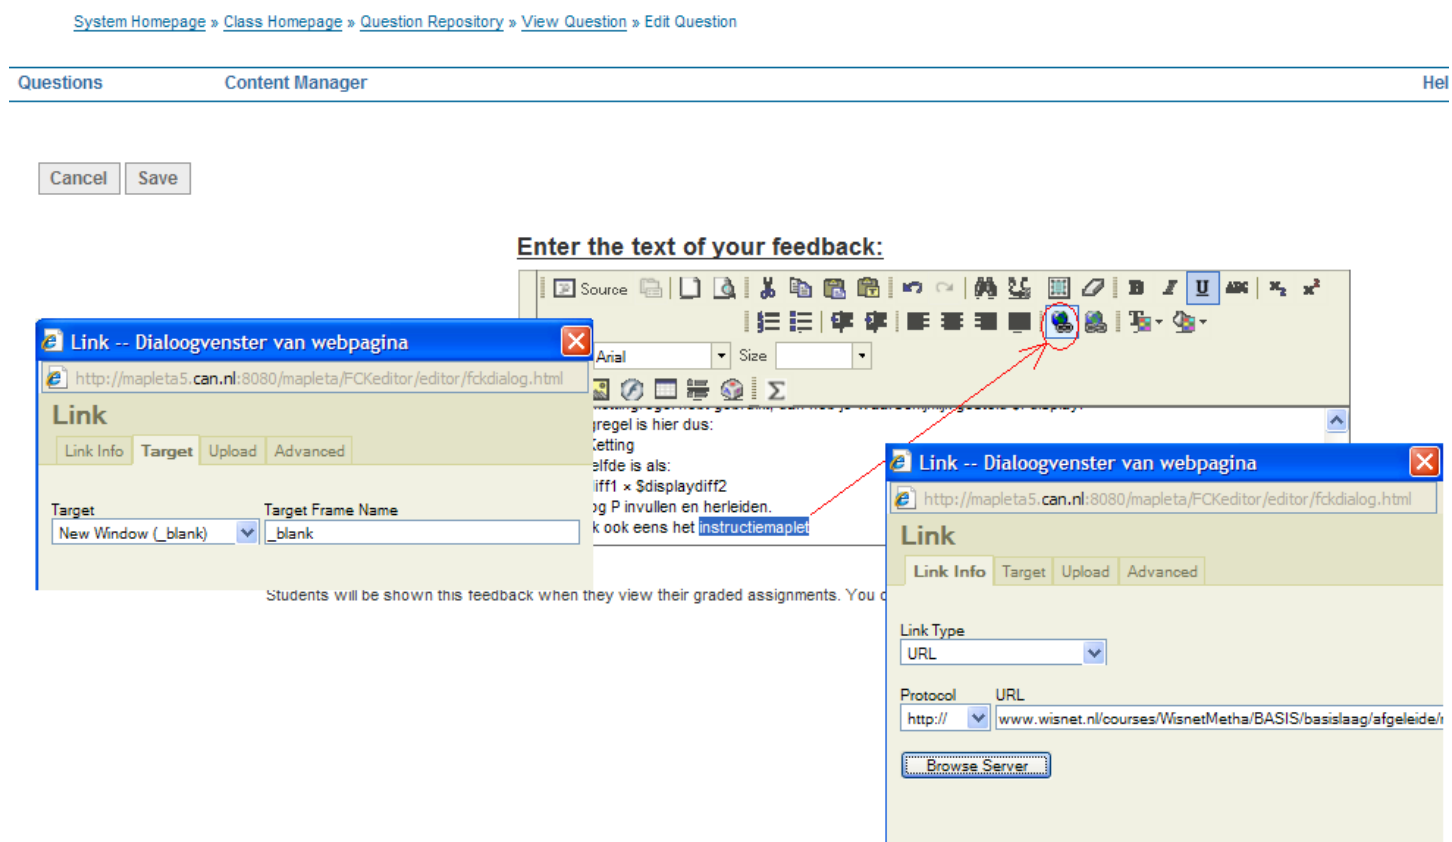 System Homepage » Class Homepage » Question Repository » View Question » Edit Question
Questions Content Manager Hel
Cancel Save
Enter the text of your feedback:
Source B I U ABC x₂ x²
Arial Size
Σ
regel is hier dus:
Ketting
elfde is als:
iff1 × $displaydiff2
og P invullen en herleiden.
k ook eens het instructiemaplet
Students will be shown this feedback when they view their graded assignments. You
Link -- Dialoogvenster van webpagina
http://mapleta5.can.nl:8080/mapleta/FCKeditor/editor/fckdialog.html
Link
Link Info Target Upload Advanced
Target Target Frame Name
New Window (_blank) _blank
Link -- Dialoogvenster van webpagina
http://mapleta5.can.nl:8080/mapleta/FCKeditor/editor/fckdialog.html
Link
Link Info Target Upload Advanced
Link Type
URL
Protocol URL
http:// www.wisnet.nl/courses/WisnetMetha/BASIS/basislaag/afgeleide/
Browse Server